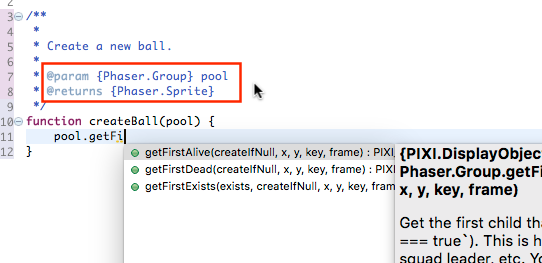 2
3 /**
4 *
5 * Create a new ball.
6 *
7 * @param {Phaser.Group} pool
8 * @returns {Phaser.Sprite}
9 */
10 function createBall(pool) {
11 pool.getFi
12 }
getFirstAlive(createIfNull, x, y, key, frame) : PIXI.
getFirstDead(createIfNull, x, y, key, frame) : PIXI
getFirstExists(exists, createIfNull, x, y, key, fram
{PIXI.DisplayObjec
Phaser.Group.getFi
x, y, key, frame)
Get the first child tha
=== true`). This is h
squad leader, etc. Yo